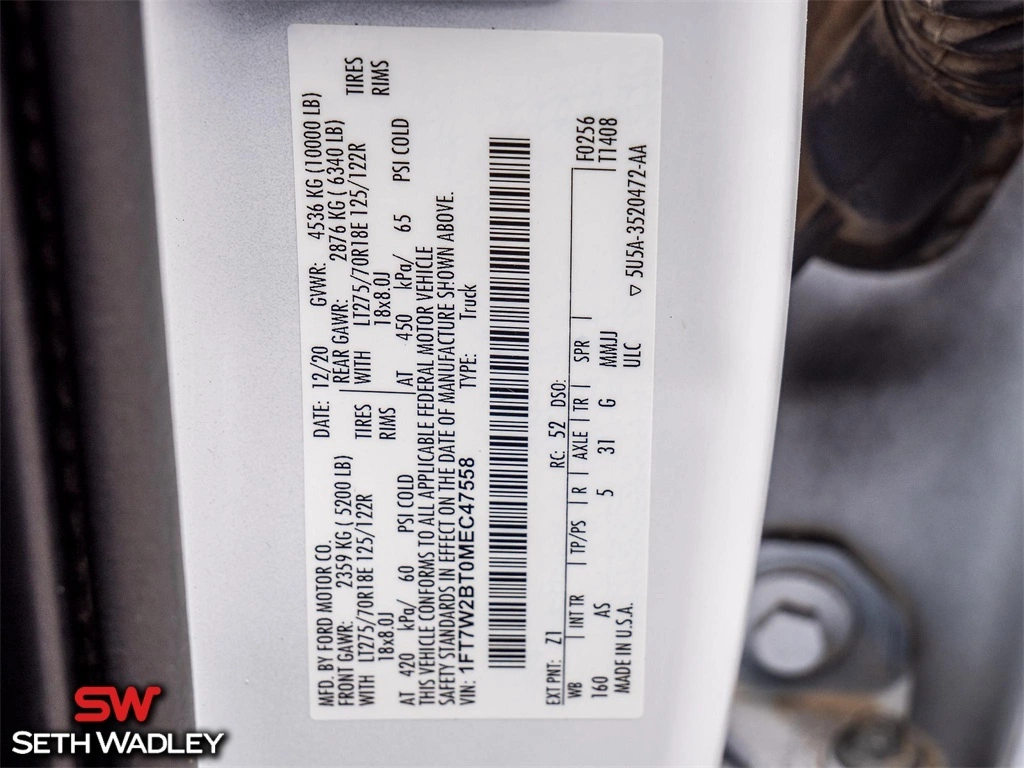 MFD. BY FORD MOTOR CO. DATE: 12/20 GVWR: 4536 KG (10000 LB)
FRONT GAWR: 2359 KG ( 5200 LB) REAR GAWR: 2876 KG ( 6340 LB)
WITH LT275/70R18E 125/122R TIRES WITH LT275/70R18E 125/122R TIRES
18x8.0J RIMS 18x8.0J RIMS
AT 420 kPa/ 60 PSI COLD AT 450 kPa/ 65 PSI COLD
THIS VEHICLE CONFORMS TO ALL APPLICABLE FEDERAL MOTOR VEHICLE
SAFETY STANDARDS IN EFFECT ON THE DATE OF MANUFACTURE SHOWN ABOVE.
VIN: 1FT7W2BT0MEC47558 TYPE: Truck
EXT PNT: Z1 RC: 52 DSO: F0256
WB INT TR TP/PS R AXLE TR SPR T1408
160 AS 5 31 G MMJJ
MADE IN U.S.A. ULC ▽ 5U5A-3520472-AA
SW
SETH WADLEY